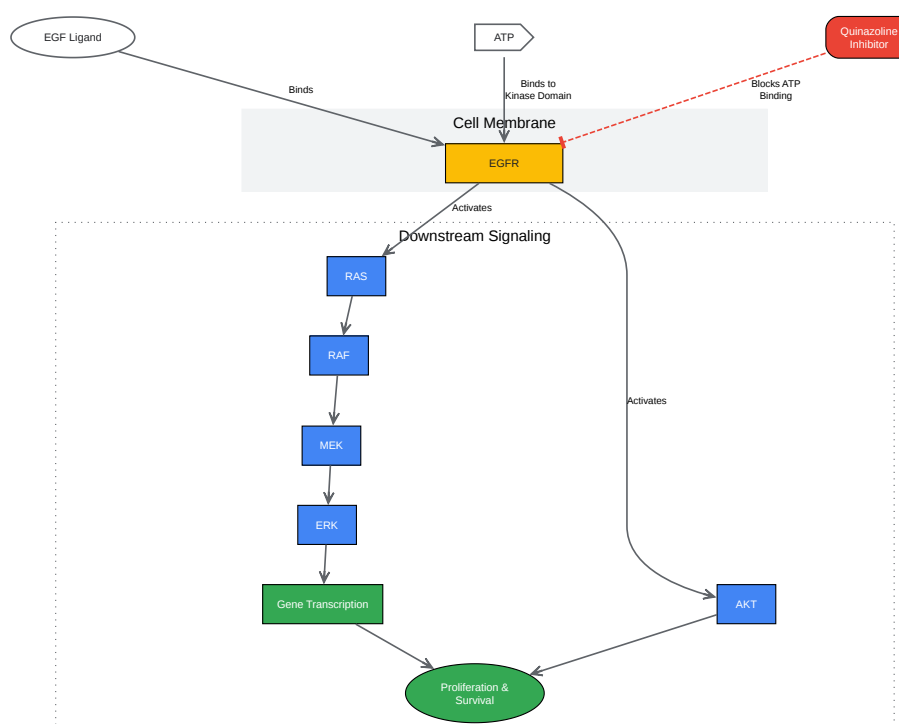 EGF Ligand
ATP
Quinazoline
Inhibitor
Binds
Binds to
Kinase Domain
Blocks ATP
Binding
Cell Membrane
EGFR
Activates
Downstream Signaling
RAS
RAF
Activates
MEK
ERK
Gene Transcription
AKT
Proliferation &
Survival